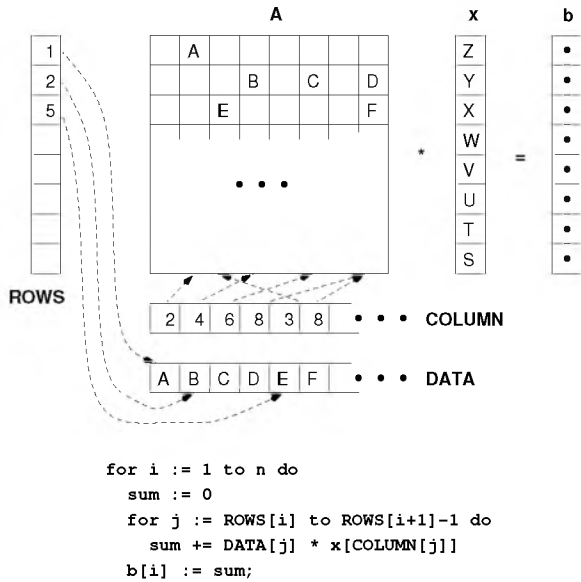 A x b
1 A Z •
2 B C D Y •
5 E F X •
W •
* V = •
U •
• • •
T •
S •
ROWS
2 4 6 8 3 8 • • • COLUMN
A B C D E F • • • DATA
for i := 1 to n do
sum := 0
for j := ROWS[i] to ROWS[i+1]-1 do
sum += DATA[j] * x[COLUMN[j]]
b[i] := sum;